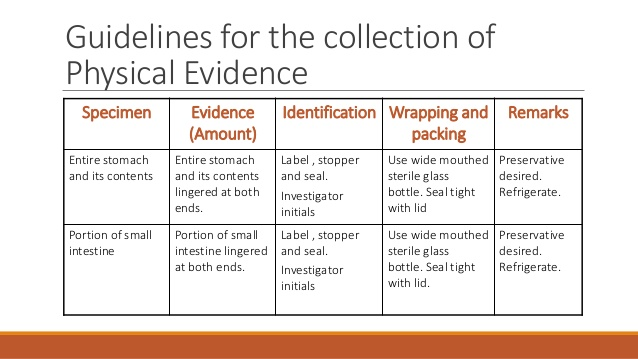 Guidelines for the collection of
Physical Evidence
Specimen
Evidence
(Amount)
Identification
Wrapping and
packing
Remarks
Entire stomach
and its contents
Entire stomach
and its contents
lingered at both
ends.
Label , stopper
and seal.
Investigator
initials
Use wide mouthed
sterile glass
bottle. Seal tight
with lid
Preservative
desired.
Refrigerate.
Portion of small
intestine
Portion of small
intestine lingered
at both ends.
Label , stopper
and seal.
Investigator
initials
Use wide mouthed
sterile glass
bottle. Seal tight
with lid.
Preservative
desired.
Refrigerate.